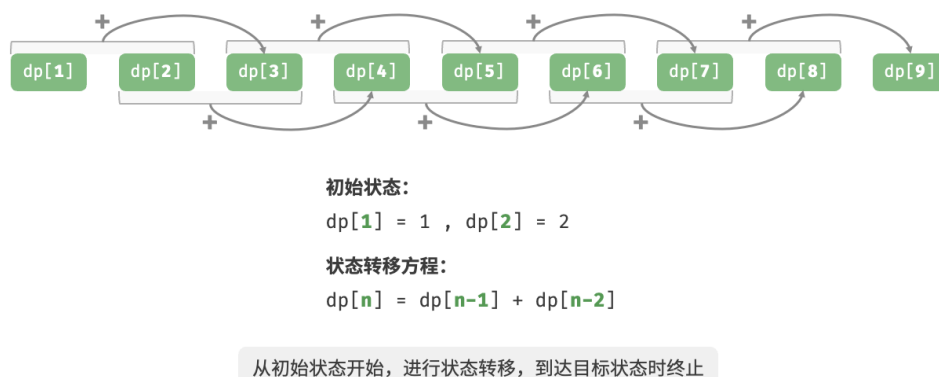 + + + +
dp[1] dp[2] dp[3] dp[4] dp[5] dp[6] dp[7] dp[8] dp[9]
+ + +
初始状态：
dp[1] = 1 , dp[2] = 2
状态转移方程：
dp[n] = dp[n-1] + dp[n-2]
从初始状态开始，进行状态转移，到达目标状态时终止